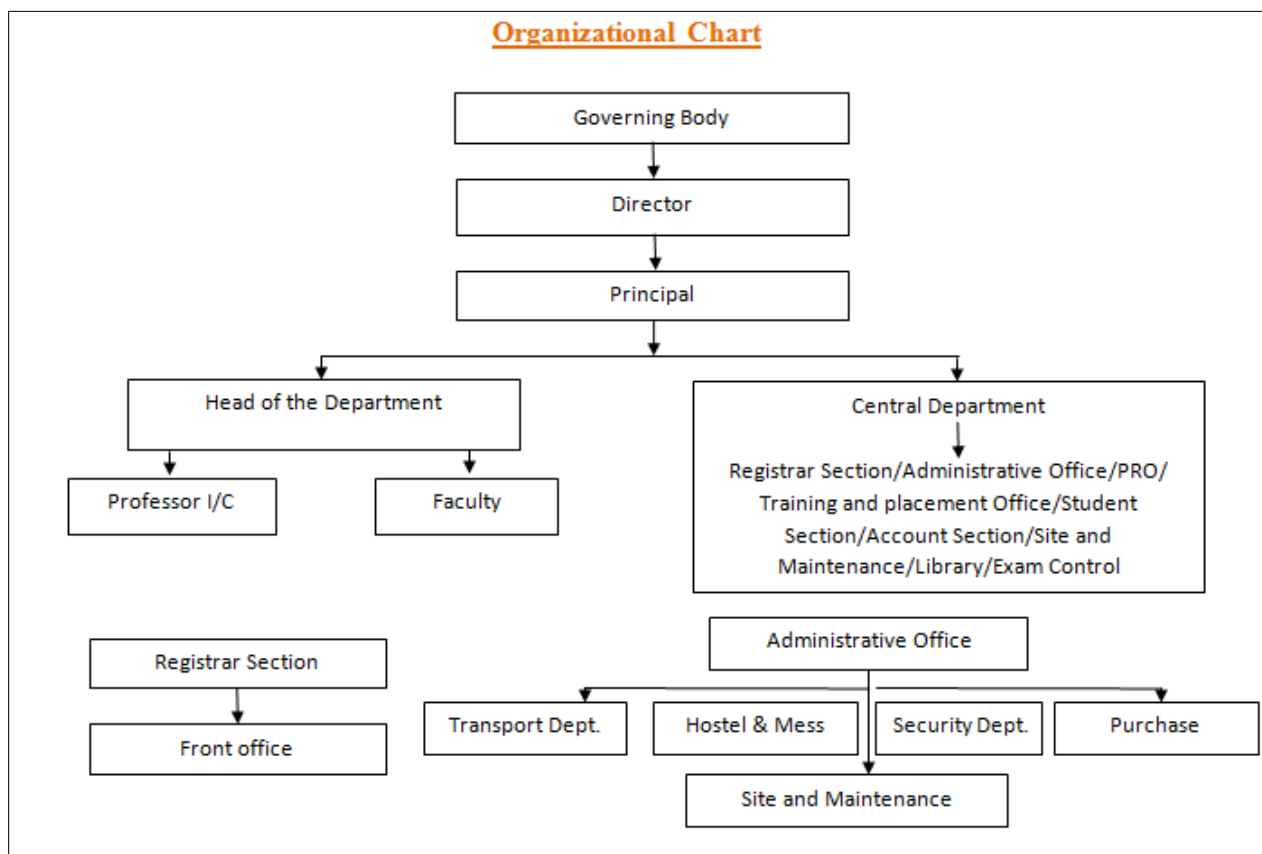 Organizational Chart
Governing Body
Director
Principal
Head of the Department
Central Department
Registrar Section/Administrative Office/PRO/
Training and placement Office/Student
Section/Account Section/Site and
Maintenance/Library/Exam Control
Professor I/C
Faculty
Registrar Section
Front office
Administrative Office
Transport Dept.
Hostel & Mess
Security Dept.
Purchase
Site and Maintenance